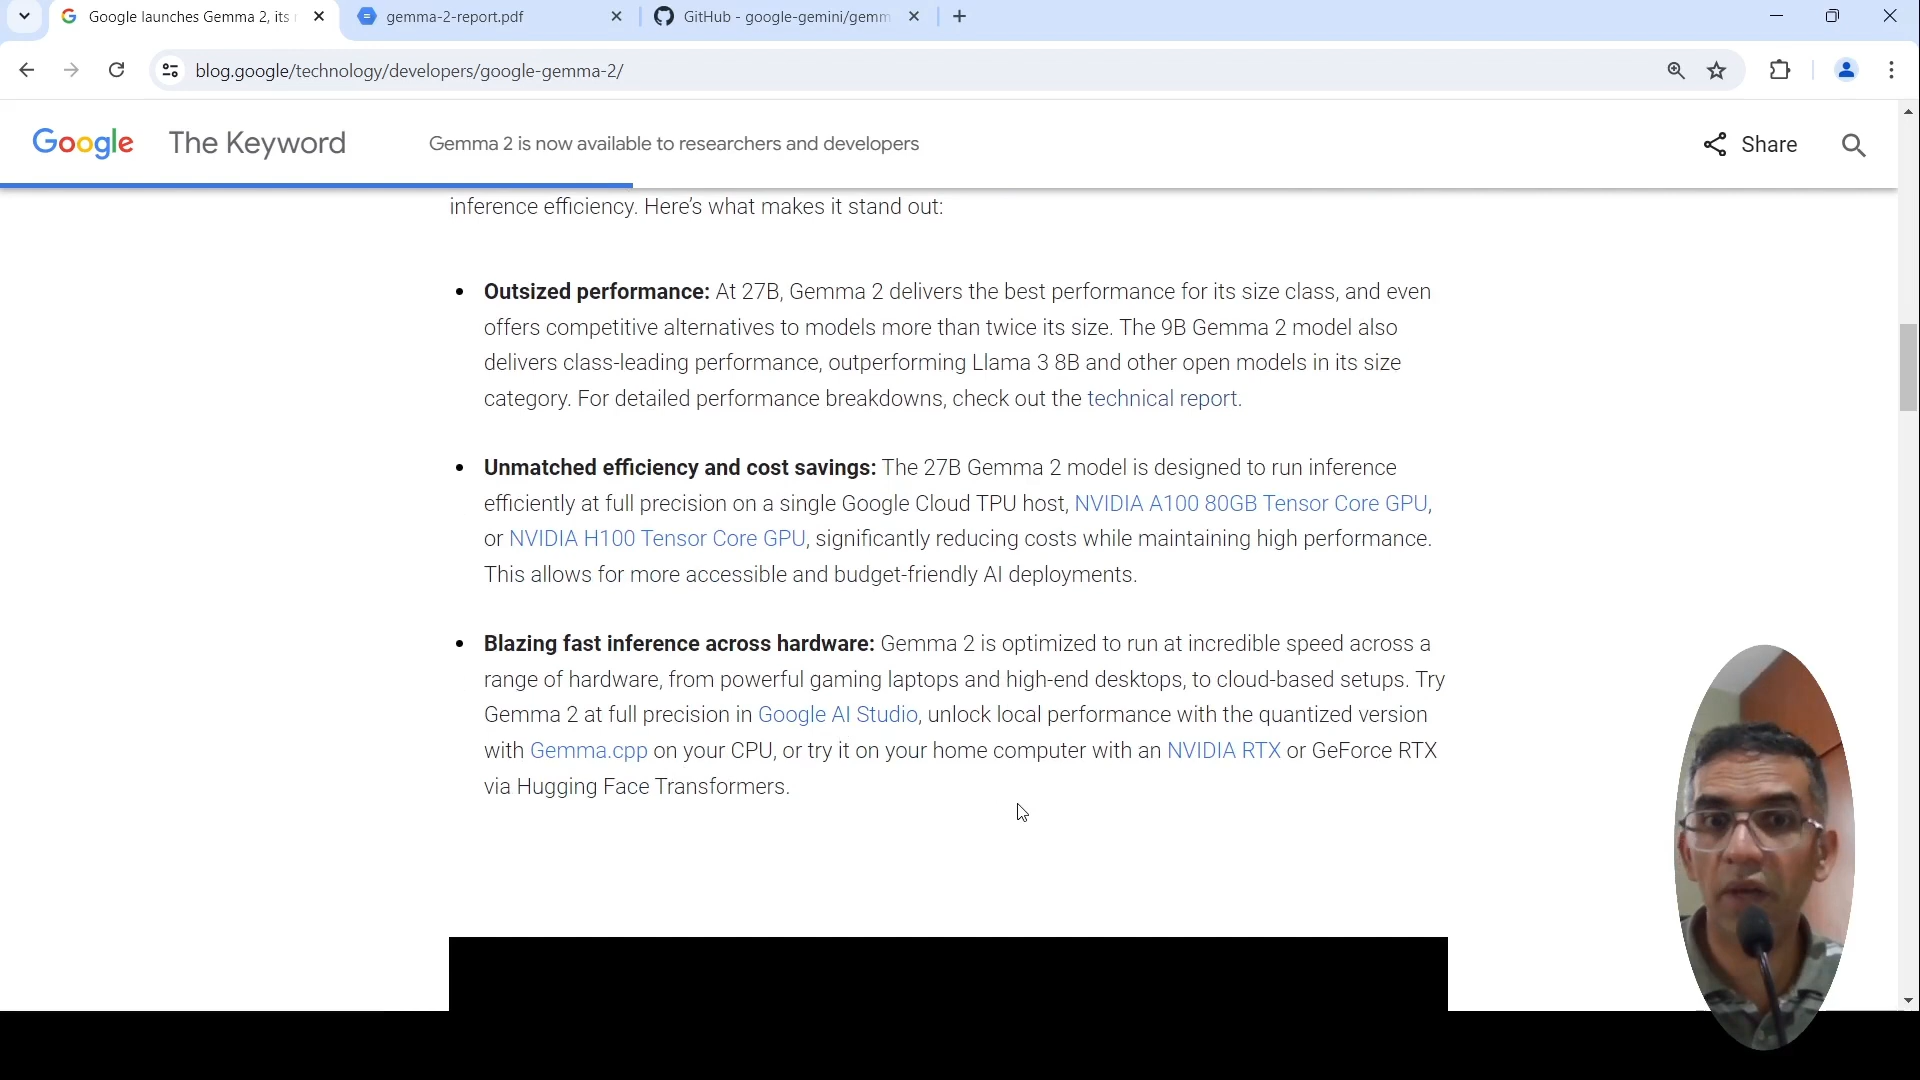 Google launches Gemma 2, its
gemma-2-report.pdf
GitHub - google-gemini/gemm
blog.google/technology/developers/google-gemma-2/
Google The Keyword
Gemma 2 is now available to researchers and developers
Share
inference efficiency. Here’s what makes it stand out:
• Outsized performance: At 27B, Gemma 2 delivers the best performance for its size class, and even
offers competitive alternatives to models more than twice its size. The 9B Gemma 2 model also
delivers class-leading performance, outperforming Llama 3 8B and other open models in its size
category. For detailed performance breakdowns, check out the technical report.
• Unmatched efficiency and cost savings: The 27B Gemma 2 model is designed to run inference
efficiently at full precision on a single Google Cloud TPU host, NVIDIA A100 80GB Tensor Core GPU,
or NVIDIA H100 Tensor Core GPU, significantly reducing costs while maintaining high performance.
This allows for more accessible and budget-friendly AI deployments.
• Blazing fast inference across hardware: Gemma 2 is optimized to run at incredible speed across a
range of hardware, from powerful gaming laptops and high-end desktops, to cloud-based setups. Try
Gemma 2 at full precision in Google AI Studio, unlock local performance with the quantized version
with Gemma.cpp on your CPU, or try it on your home computer with an NVIDIA RTX or GeForce RTX
via Hugging Face Transformers.